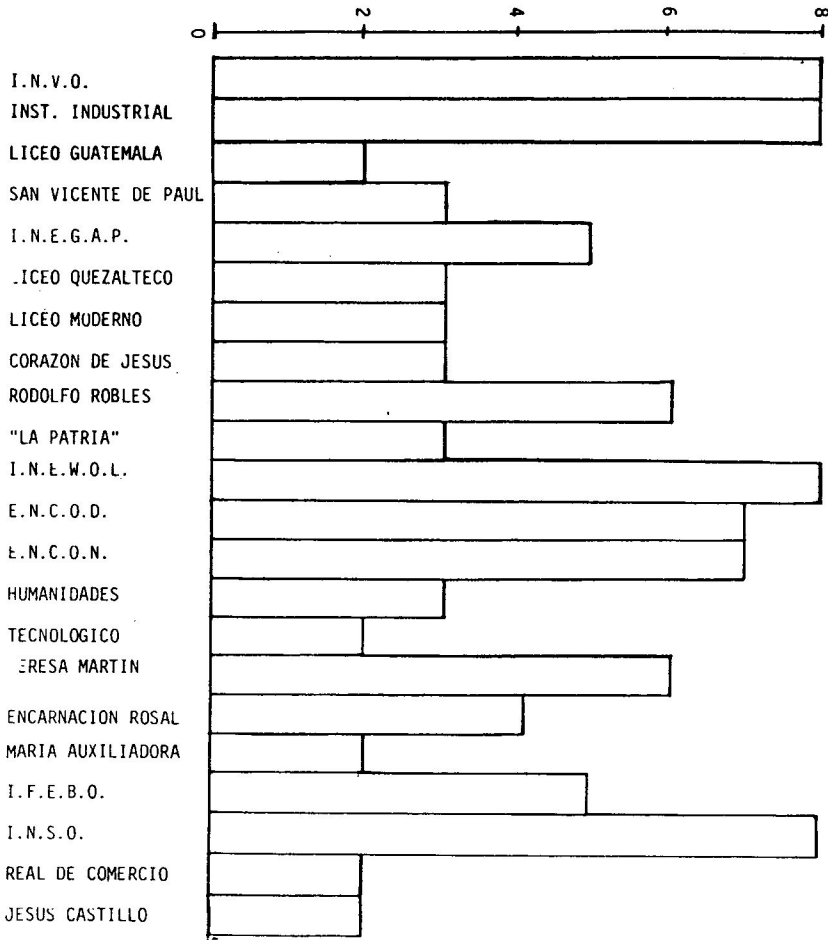 0 2 4 6 8
I.N.V.O.
INST. INDUSTRIAL
LICEO GUATEMALA
SAN VICENTE DE PAUL
I.N.E.G.A.P.
.ICEO QUEZALTECO
LICEO MODERNO
CORAZON DE JESUS
RODOLFO ROBLES
"LA PATRIA"
I.N.E.W.O.L.
E.N.C.O.D.
E.N.C.O.N.
HUMANIDADES
TECNOLOGICO
ERESA MARTIN
ENCARNACION ROSAL
MARIA AUXILIADORA
I.F.E.B.O.
I.N.S.O.
REAL DE COMERCIO
JESUS CASTILLO